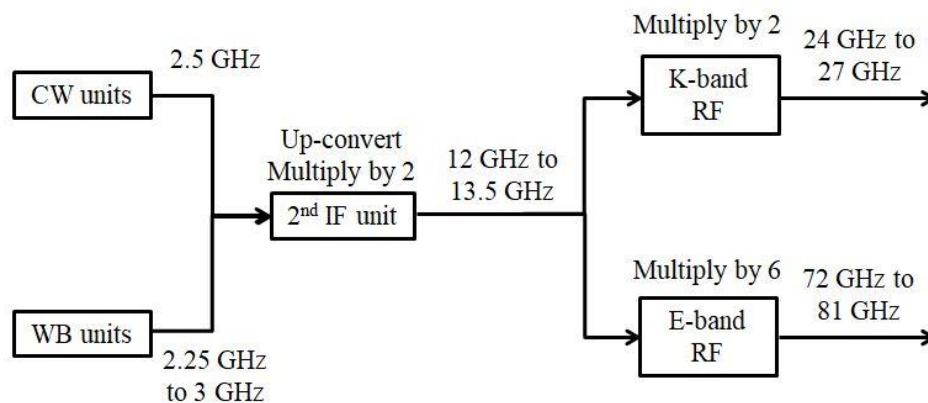 2.5 GHz
CW units
Up-convert
Multiply by 2
2nd IF unit
12 GHz to
13.5 GHz
WB units
2.25 GHz
to 3 GHz
Multiply by 2
K-band
RF
24 GHz to
27 GHz
Multiply by 6
E-band
RF
72 GHz to
81 GHz